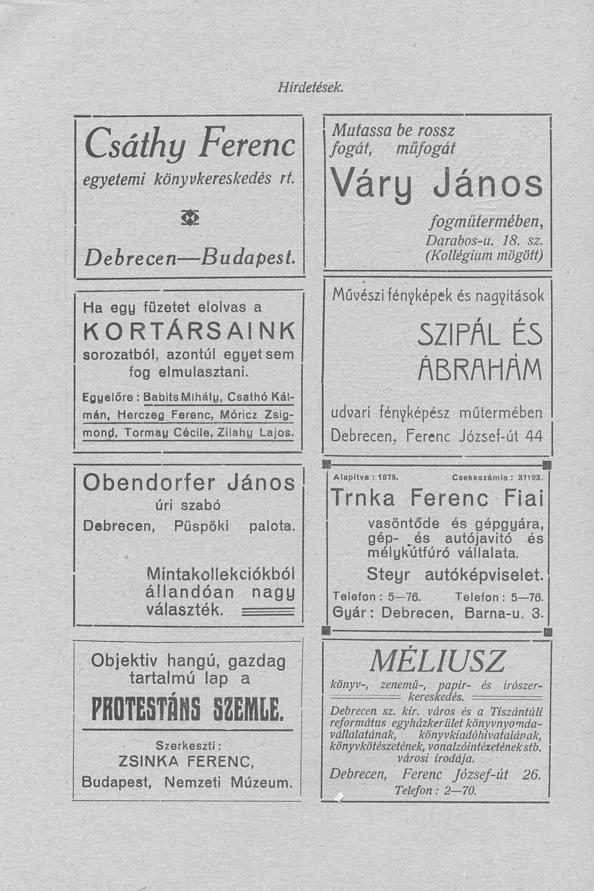 Hirdetések.
Csáthy Ferenc
egyetemi könyvkereskedés rt.
Debrecen—Budapest.
Ha egy füzetet elolvas a
KORTÁRSAINK
sorozatból, azontúl egyet sem
fog elmulasztani.
Egyelőre: Babits Mihály, Csathó Kál-
mán, Herczeg Ferenc, Móricz Zsig-
mond, Tormay Cécile, Zilahy Lajos.
Obendorfer János
úri szabó
Debrecen, Püspöki palota.
Mintakollekciókból
állandóan nagy
választék.
Objektiv hangú, gazdag
tartalmú lap a
PROTESTÁNS SZEMLE.
Szerkeszti:
ZSINKA FERENC,
Budapest, Nemzeti Múzeum.
Mutassa be rossz
fogát, műfogát
Váry János
fogműtermében,
Darabos-u. 18. sz.
(Kollégium mögött)
Művészi fényképek és nagyitások
SZIPÁL ÉS
ÁBRAHÁM
udvari fényképész műtermében
Debrecen, Ferenc József-út 44
Alapitva: 1875. Csekkszámla: 37123.
Trnka Ferenc Fiai
vasöntőde és gépgyára,
gép- és autójavitó és
mélykútfúró vállalata.
Steyr autóképviselet.
Telefon: 5—76. Telefon: 5—76.
Gyár: Debrecen, Barna-u. 3.
MÉLIUSZ
könyv-, zenemű-, papir- és irószer-
kereskedés.
Debrecen sz. kir. város és a Tiszántúli
református egyházkerület könyvnyomda-
vállalatának, könyvkiadóhivatalának,
könyvkötészetének, vonalzóintézetének stb.
városi irodája.
Debrecen, Ferenc József-út 26.
Telefon: 2—70.